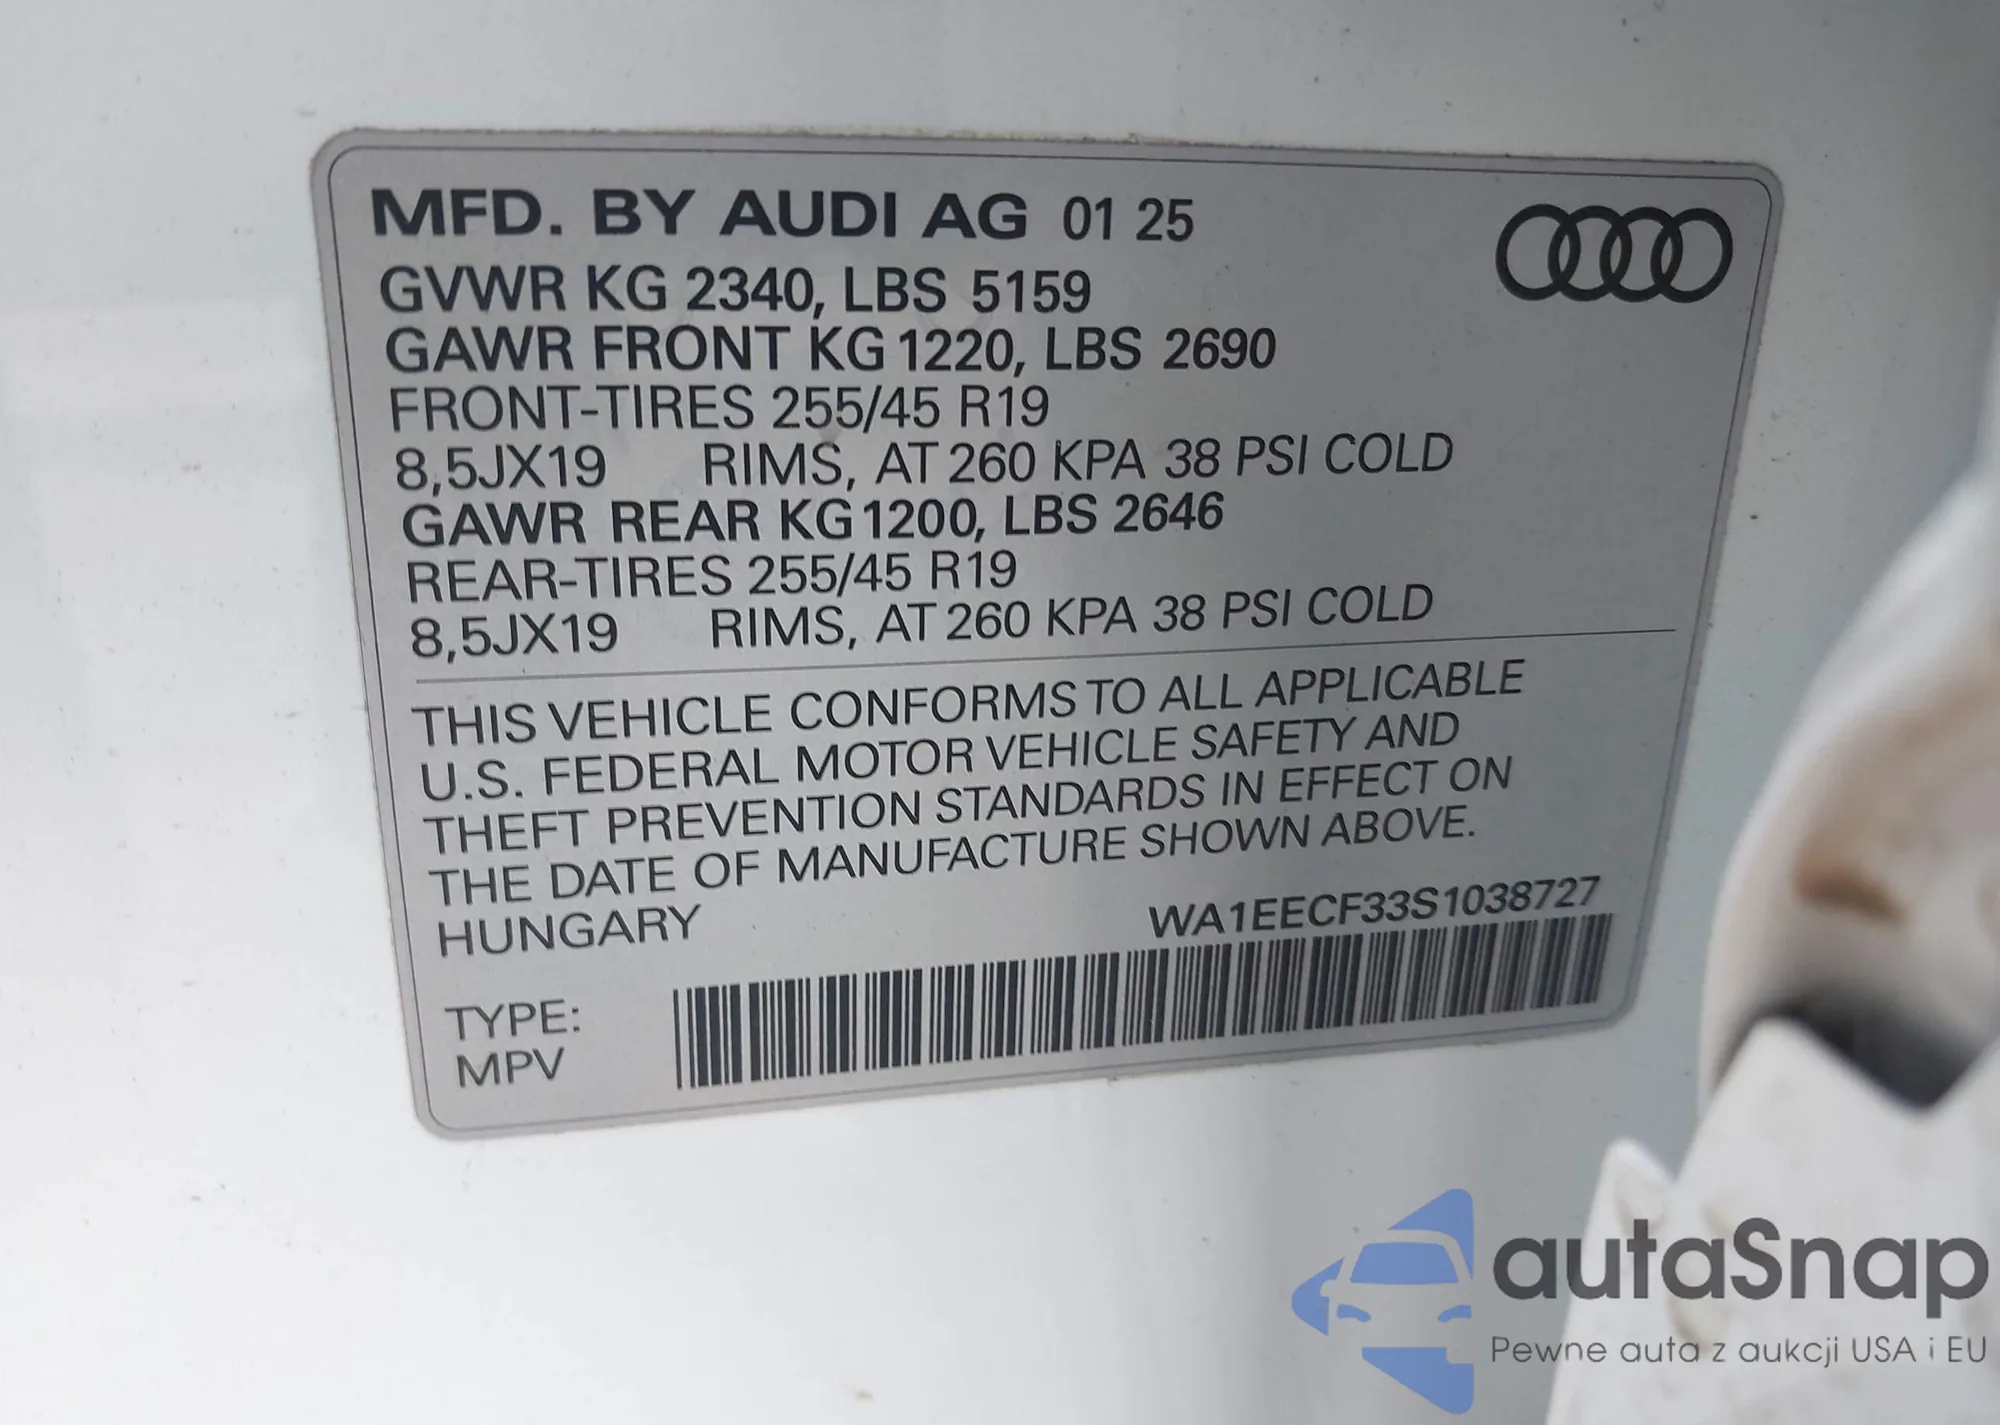 MFD. BY AUDI AG 01 25
GVWR KG 2340, LBS 5159
GAWR FRONT KG 1220, LBS 2690
FRONT-TIRES 255/45 R19
8,5JX19 RIMS, AT 260 KPA 38 PSI COLD
GAWR REAR KG 1200, LBS 2646
REAR-TIRES 255/45 R19
8,5JX19 RIMS, AT 260 KPA 38 PSI COLD
THIS VEHICLE CONFORMS TO ALL APPLICABLE
U.S. FEDERAL MOTOR VEHICLE SAFETY AND
THEFT PREVENTION STANDARDS IN EFFECT ON
THE DATE OF MANUFACTURE SHOWN ABOVE.
HUNGARY WA1EECF33S1038727
TYPE:
MPV
autaSnap
Pewne auta z aukcji USA i EU